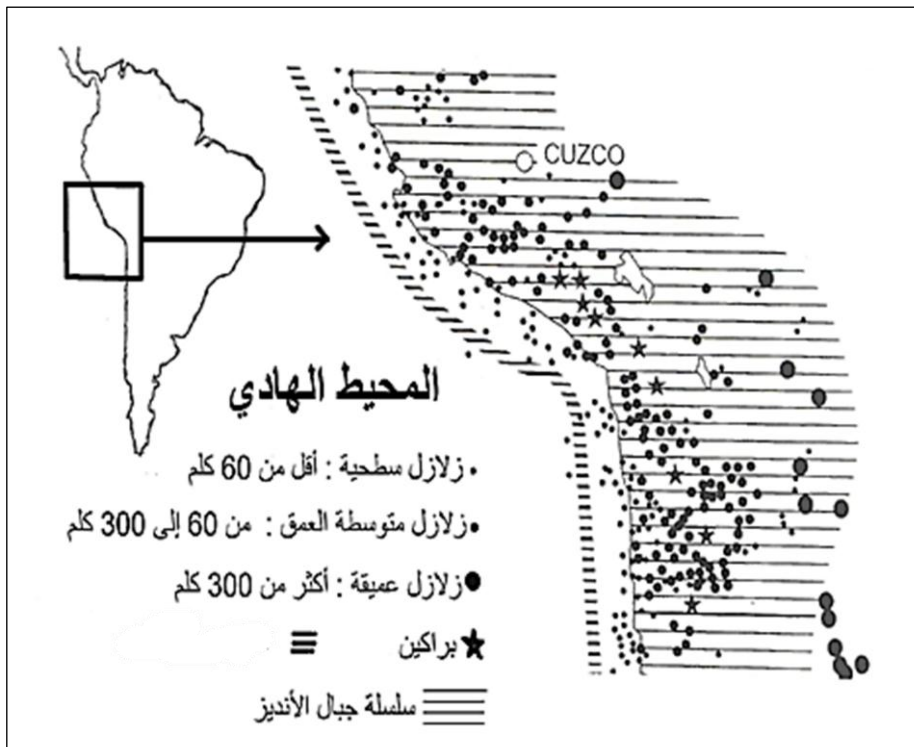 CUZCO
المحيط الهادي
زلازل سطحية : أقل من 60 كلم
زلازل متوسطة العمق : من 60 إلى 300 كلم
زلازل عميقة : أكثر من 300 كلم
براكين
سلسلة جبال الأنديز